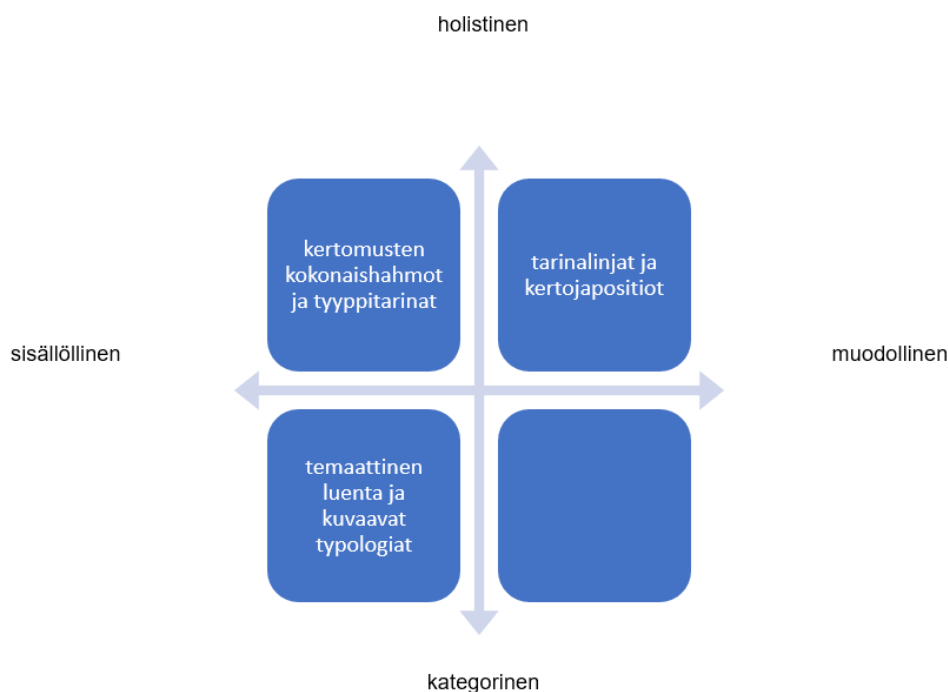 holistinen
kertomusten
kokonaishahmot
ja tyyppitarinat
tarinalinjat ja
kertojapositiot
sisällöllinen
muodollinen
temaattinen
luenta ja
kuvaavat
typologiat
kategorinen